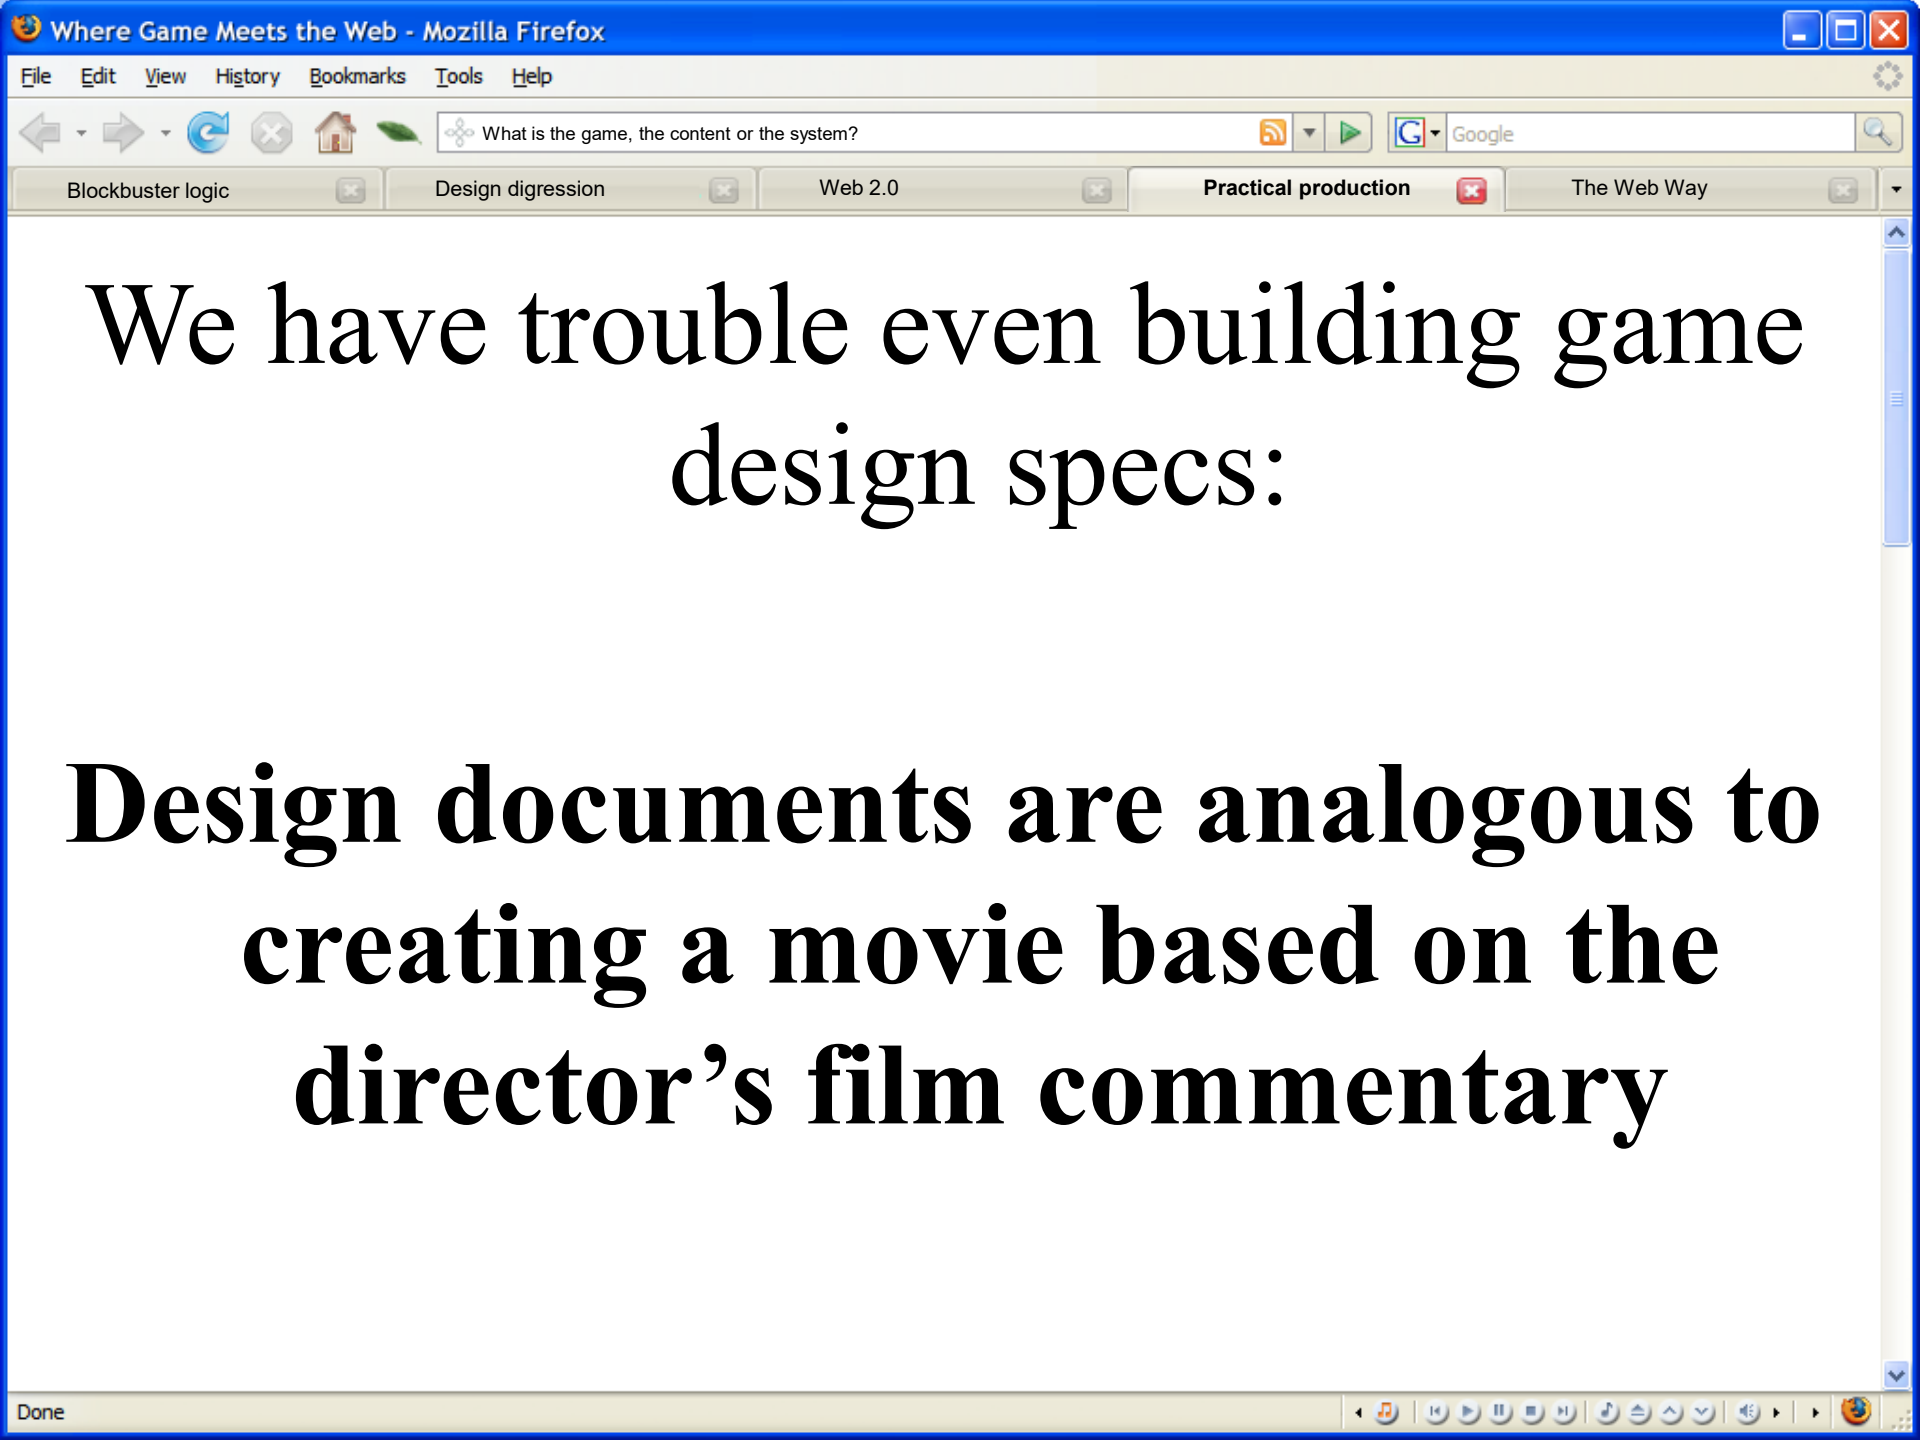 Where Game Meets the Web - Mozilla Firefox
File Edit View History Bookmarks Tools Help
What is the game, the content or the system?
G Google
Blockbuster logic Design digression Web 2.0 Practical production The Web Way
We have trouble even building game
design specs:
Design documents are analogous to
creating a movie based on the
director’s film commentary
Done